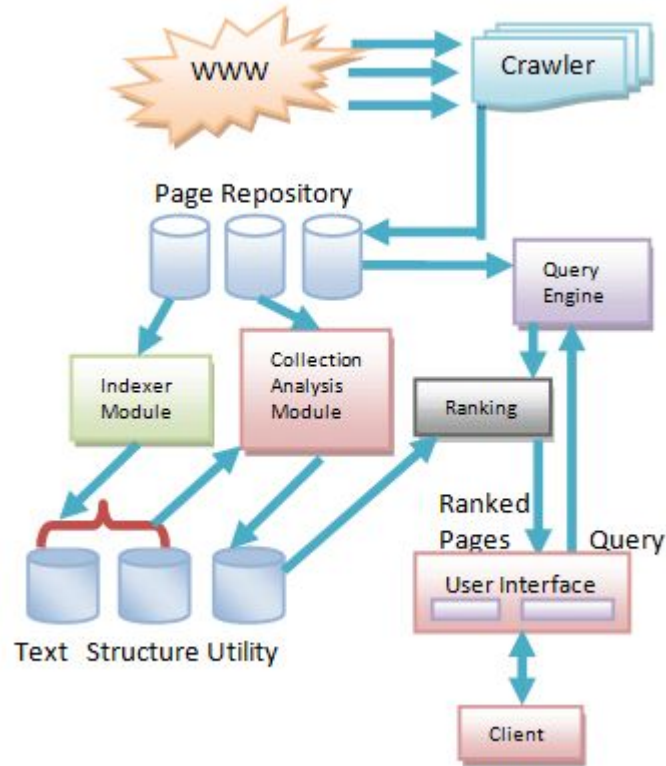 WWW
Crawler
Page Repository
Query
Engine
Indexer
Module
Collection
Analysis
Module
Ranking
Ranked
Pages
Query
User Interface
Text Structure Utility
Client